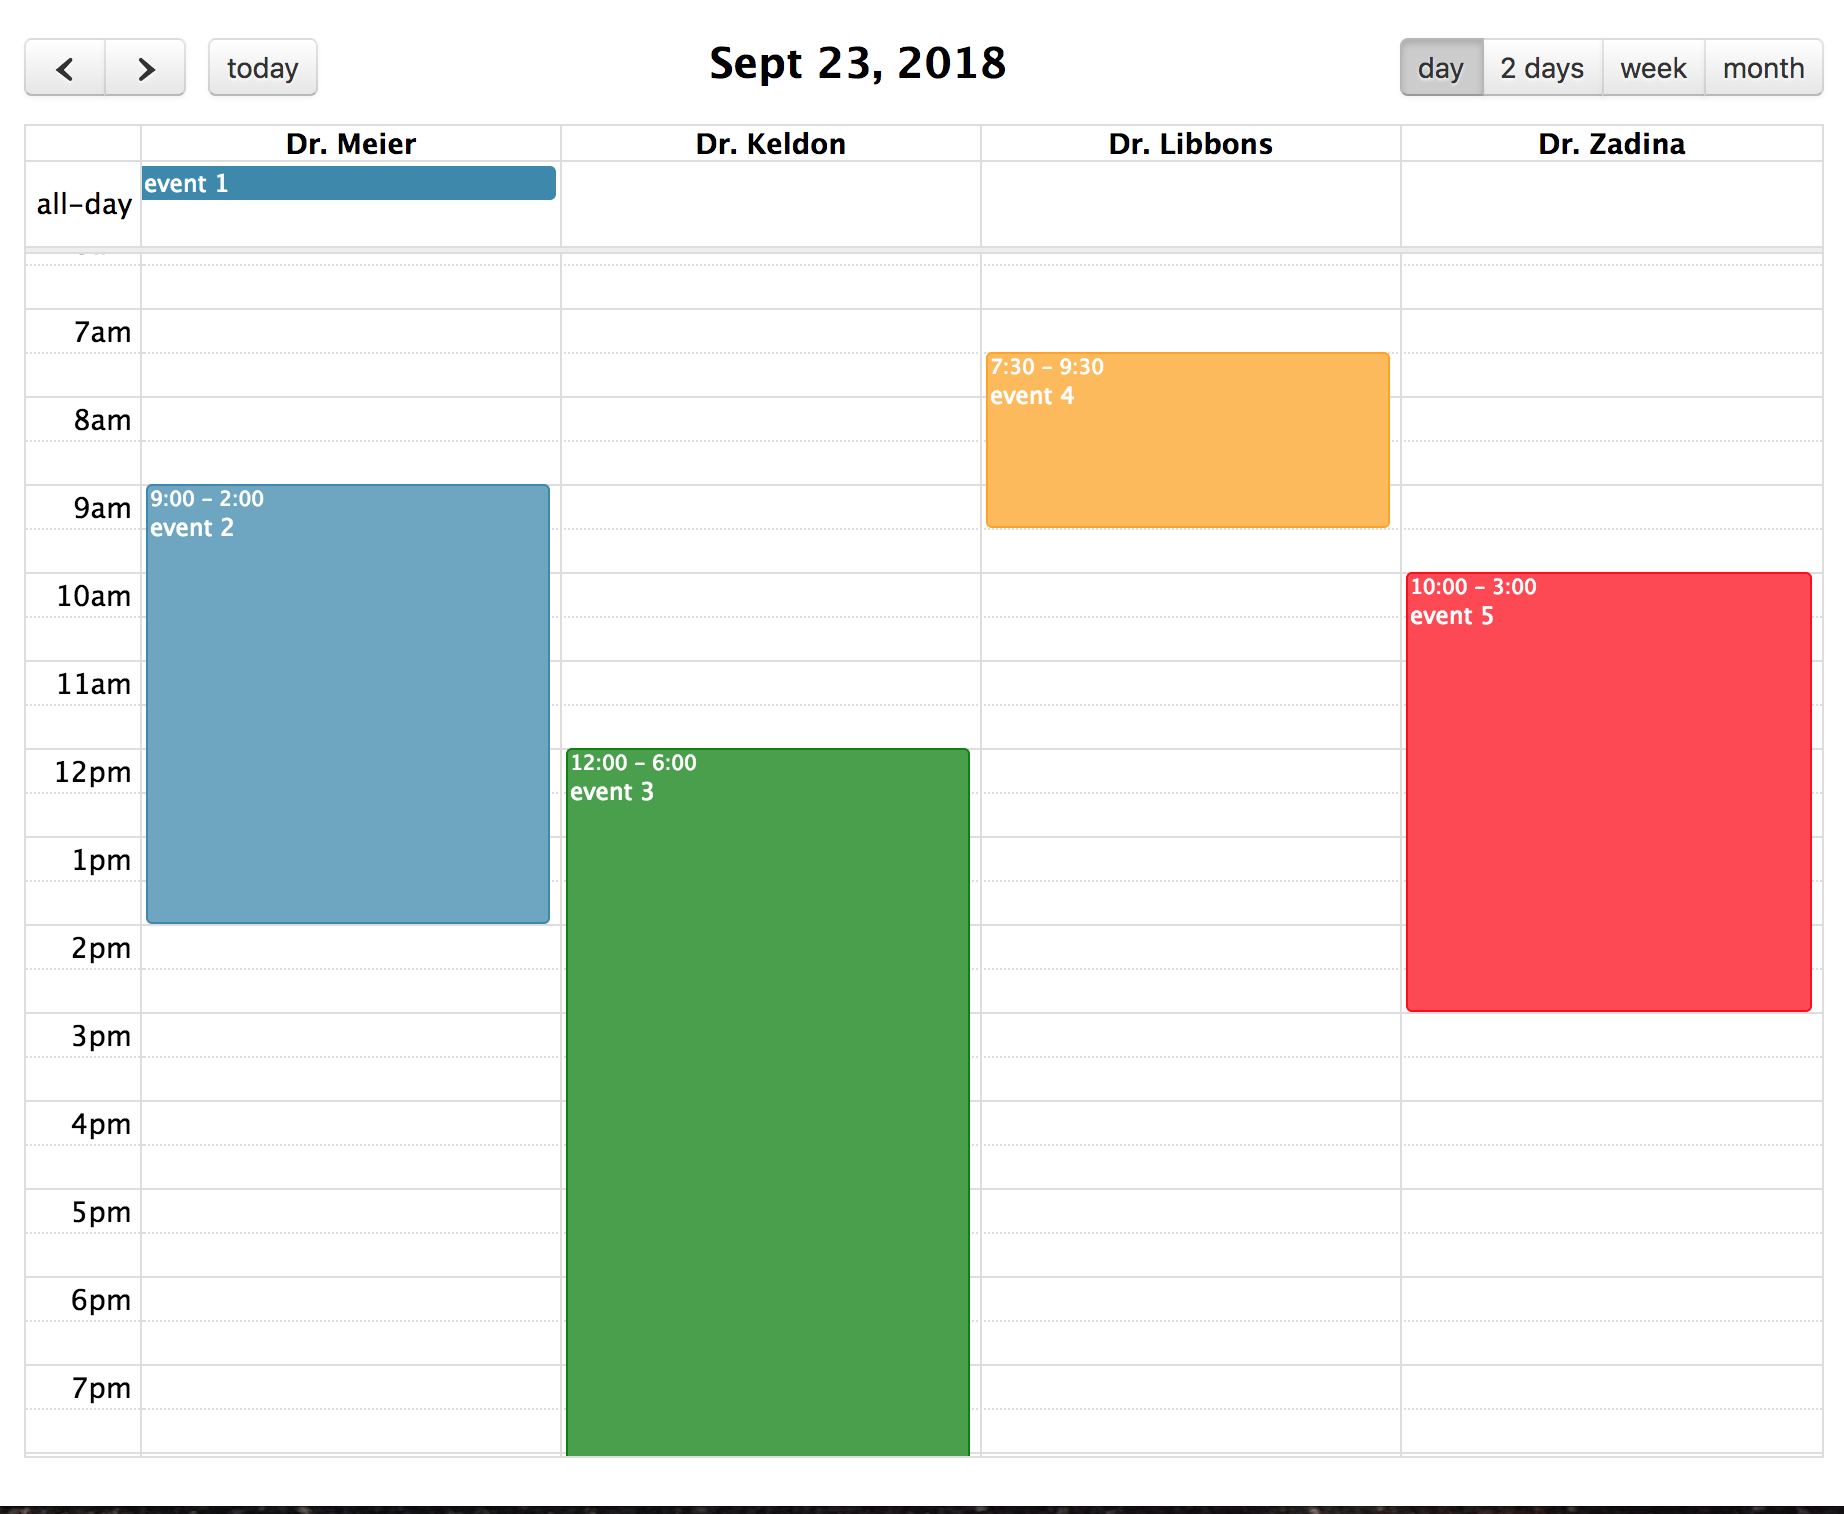 today
Sept 23, 2018
day 2 days week month
Dr. Meier Dr. Keldon Dr. Libbons Dr. Zadina
all-day
event 1
7am
7:30 - 9:30
event 4
8am
9:00 - 2:00
9am
event 2
10:00 - 3:00
10am
event 5
11am
12:00 - 6:00
12pm
event 3
1pm
2pm
3pm
4pm
5pm
6pm
7pm